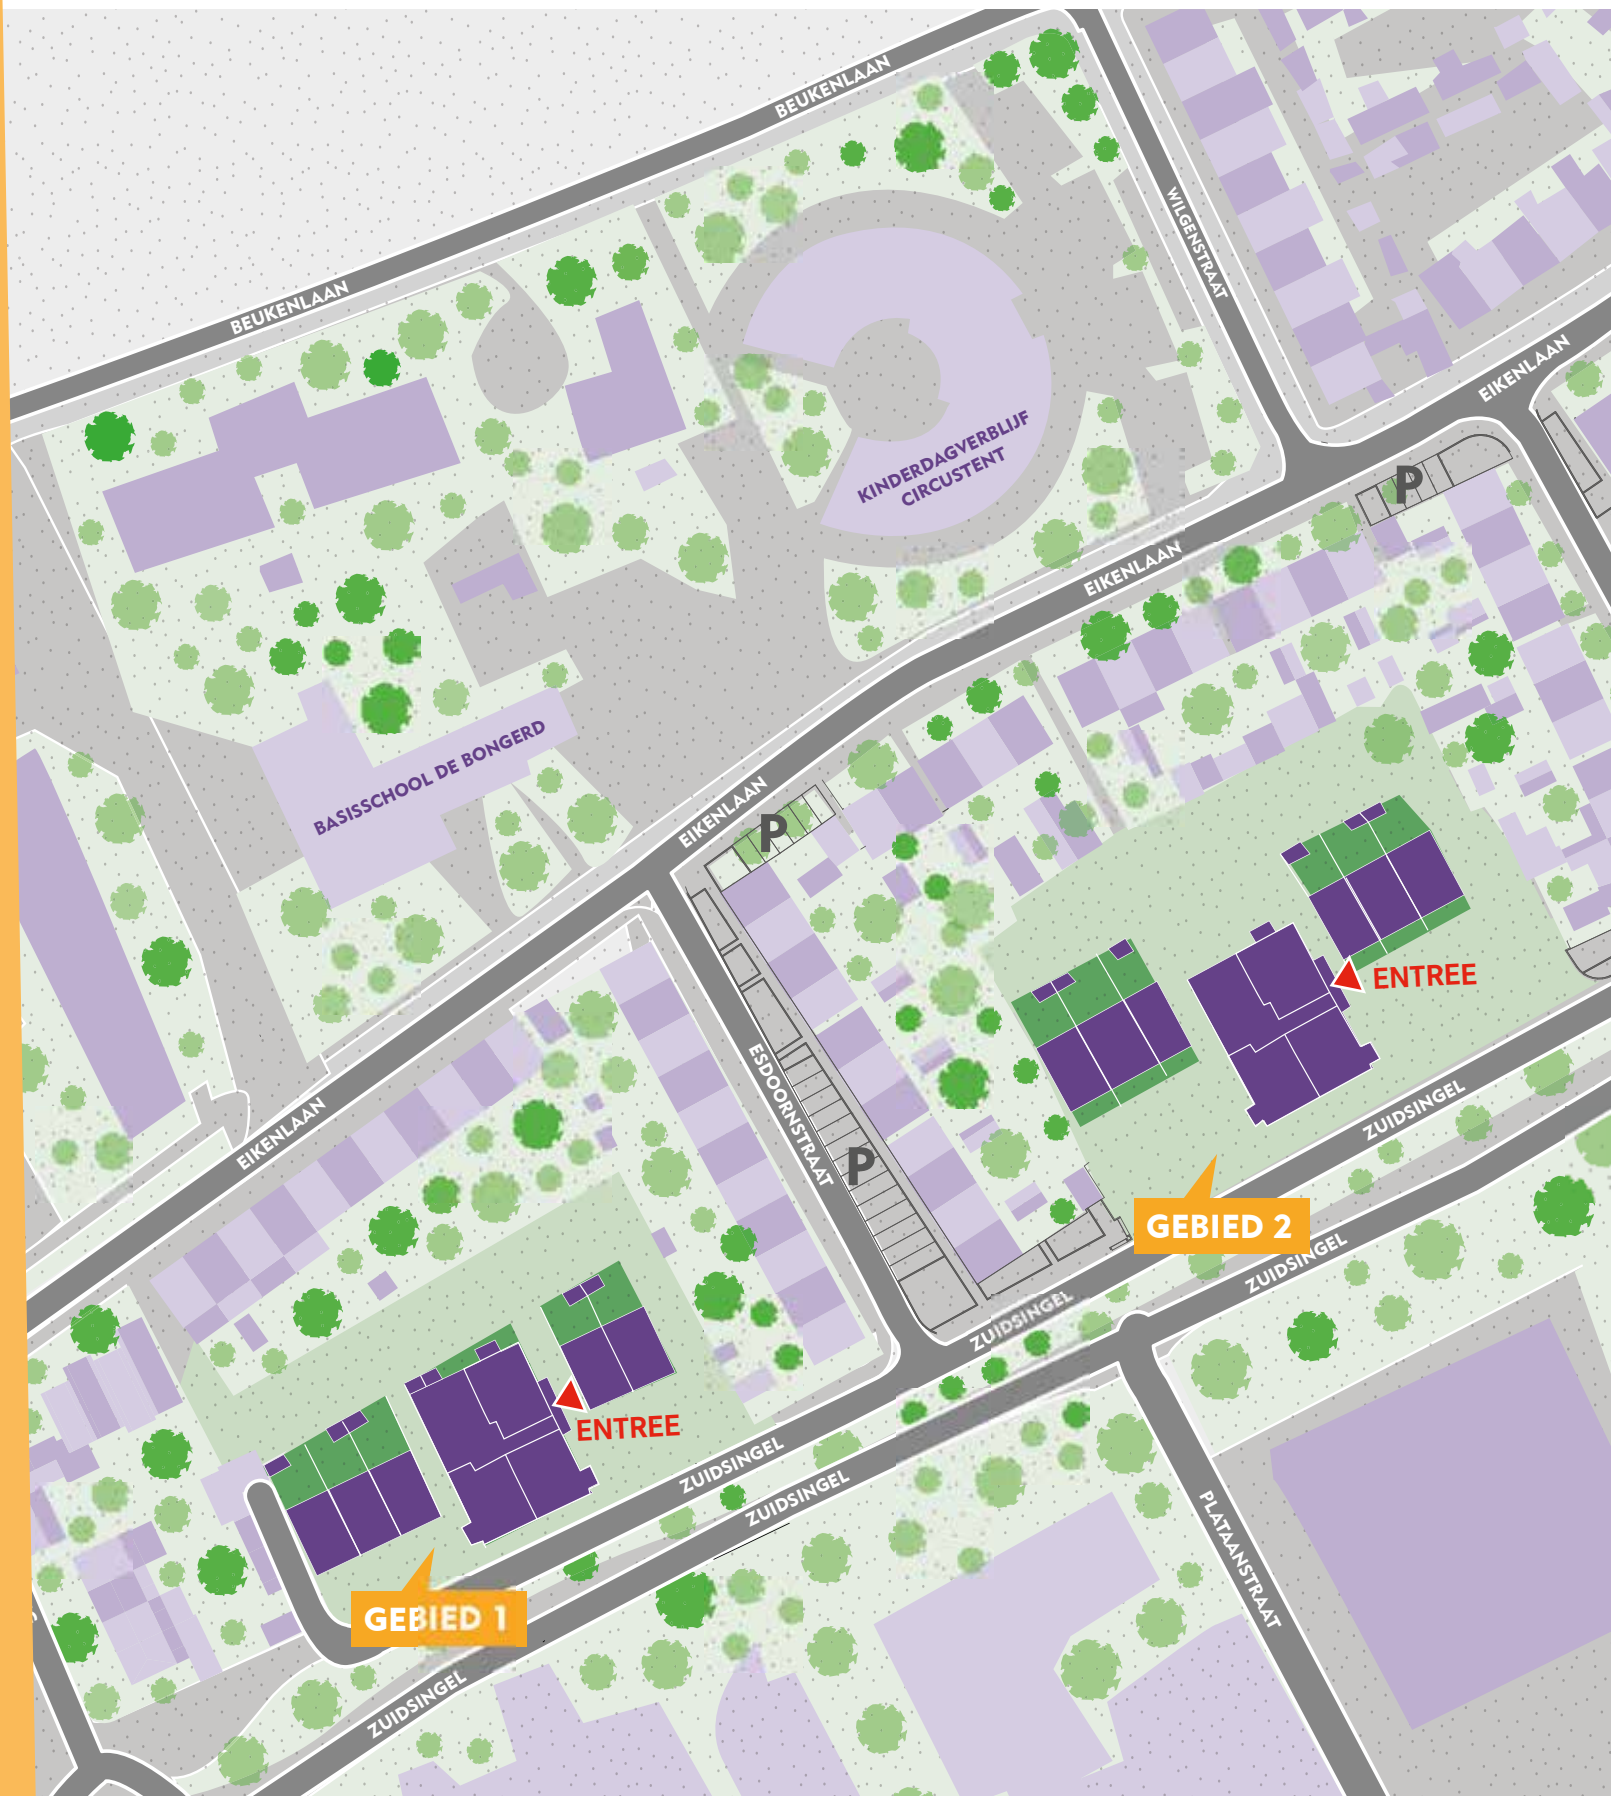 BEUKENLAAN
BEUKENLAAN
WILGENSTRAAT
EIKENLAAN
KINDERDAGVERBLIJF
CIRCUSTENT
P
EIKENLAAN
BASISSCHOOL DE BONGERD
EIKENLAAN
P
ENTREE
EIKENLAAN
ESDOORNSTRAAT
P
ZUIDSINGEL
GEBIED 2
ZUIDSINGEL
ZUIDSINGEL
ENTREE
ZUIDSINGEL
ZUIDSINGEL
PLATAANSTRAAT
GEBIED 1
ZUIDSINGEL